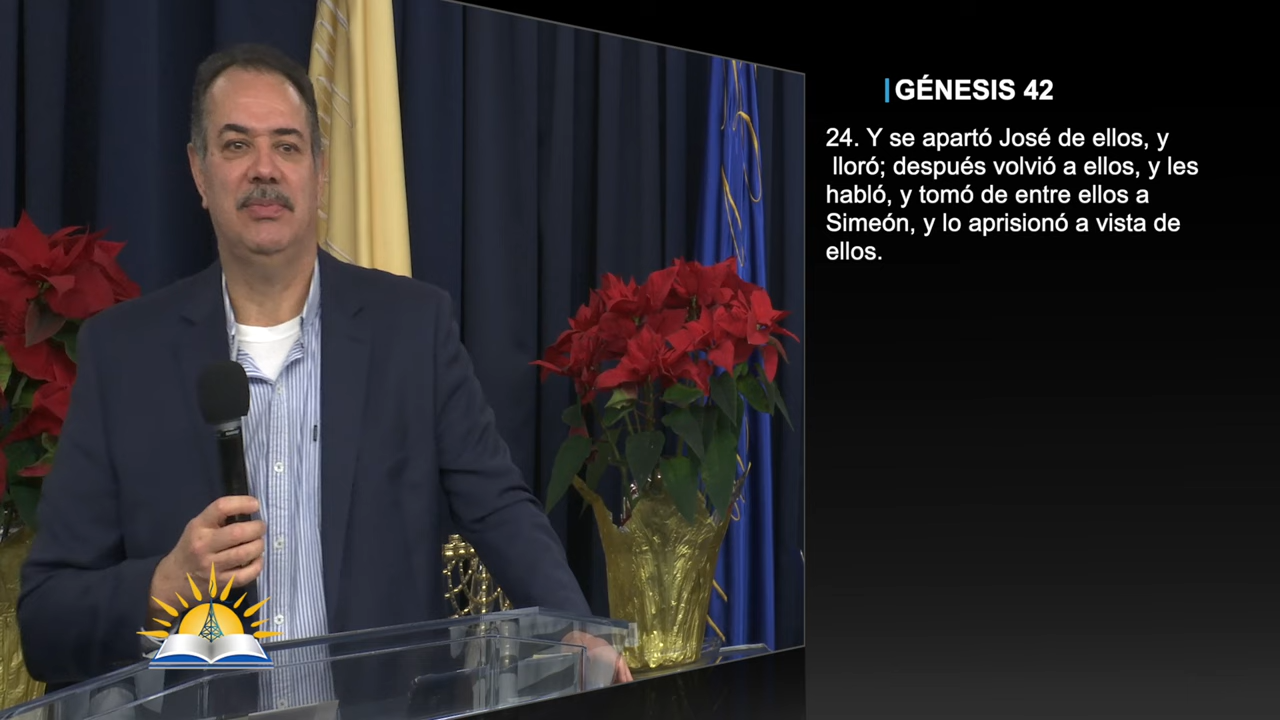 GÉNESIS 42
24. Y se apartó José de ellos, y
lloró; después volvió a ellos, y les
habló, y tomó de entre ellos a
Simeón, y lo aprisionó a vista de
ellos.